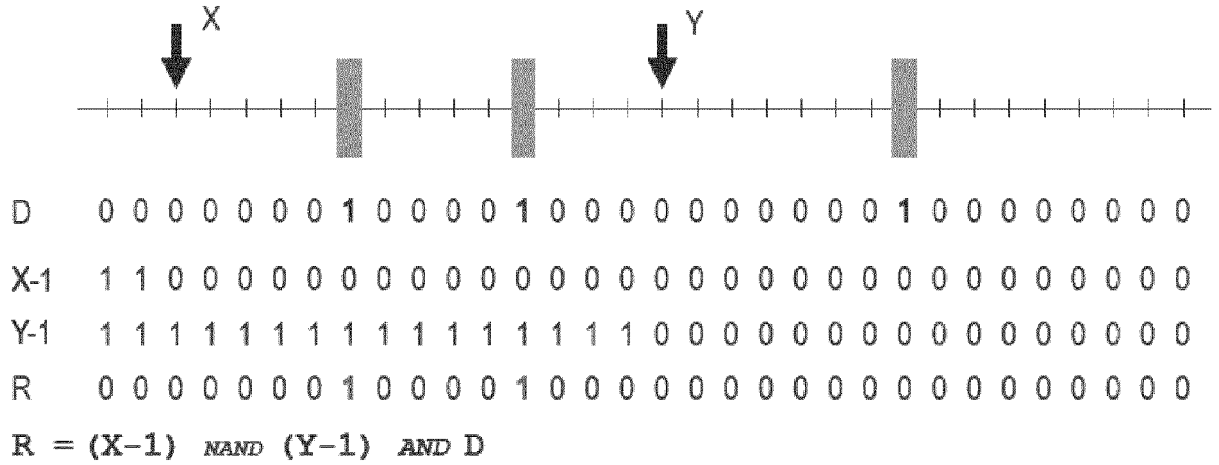 X Y
D 0 0 0 0 0 0 0 1 0 0 0 0 1 0 0 0 0 0 0 0 0 0 0 1 0 0 0 0 0 0 0 0
X-1 1 1 0 0 0 0 0 0 0 0 0 0 0 0 0 0 0 0 0 0 0 0 0 0 0 0 0 0 0 0 0 0
Y-1 1 1 1 1 1 1 1 1 1 1 1 1 1 1 1 1 0 0 0 0 0 0 0 0 0 0 0 0 0 0 0 0
R 0 0 0 0 0 0 0 1 0 0 0 0 1 0 0 0 0 0 0 0 0 0 0 0 0 0 0 0 0 0 0 0
R = (X-1) NAND (Y-1) AND D